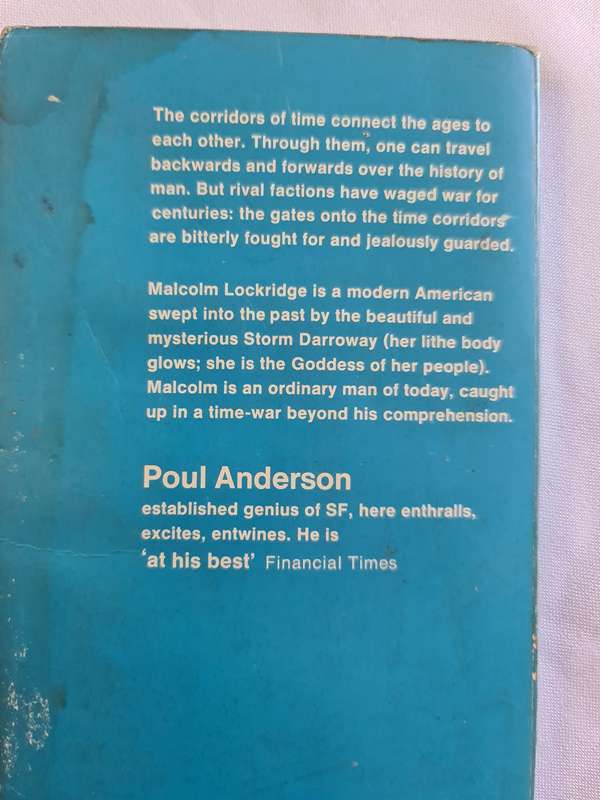 The corridors of time connect the ages to
each other. Through them, one can travel
backwards and forwards over the history of
man. But rival factions have waged war for
centuries: the gates onto the time corridors
are bitterly fought for and jealously guarded.
Malcolm Lockridge is a modern American
swept into the past by the beautiful and
mysterious Storm Darroway (her lithe body
glows; she is the Goddess of her people).
Malcolm is an ordinary man of today, caught
up in a time-war beyond his comprehension.
Poul Anderson
established genius of SF, here enthralls,
excites, entwines. He is
‘at his best’ Financial Times